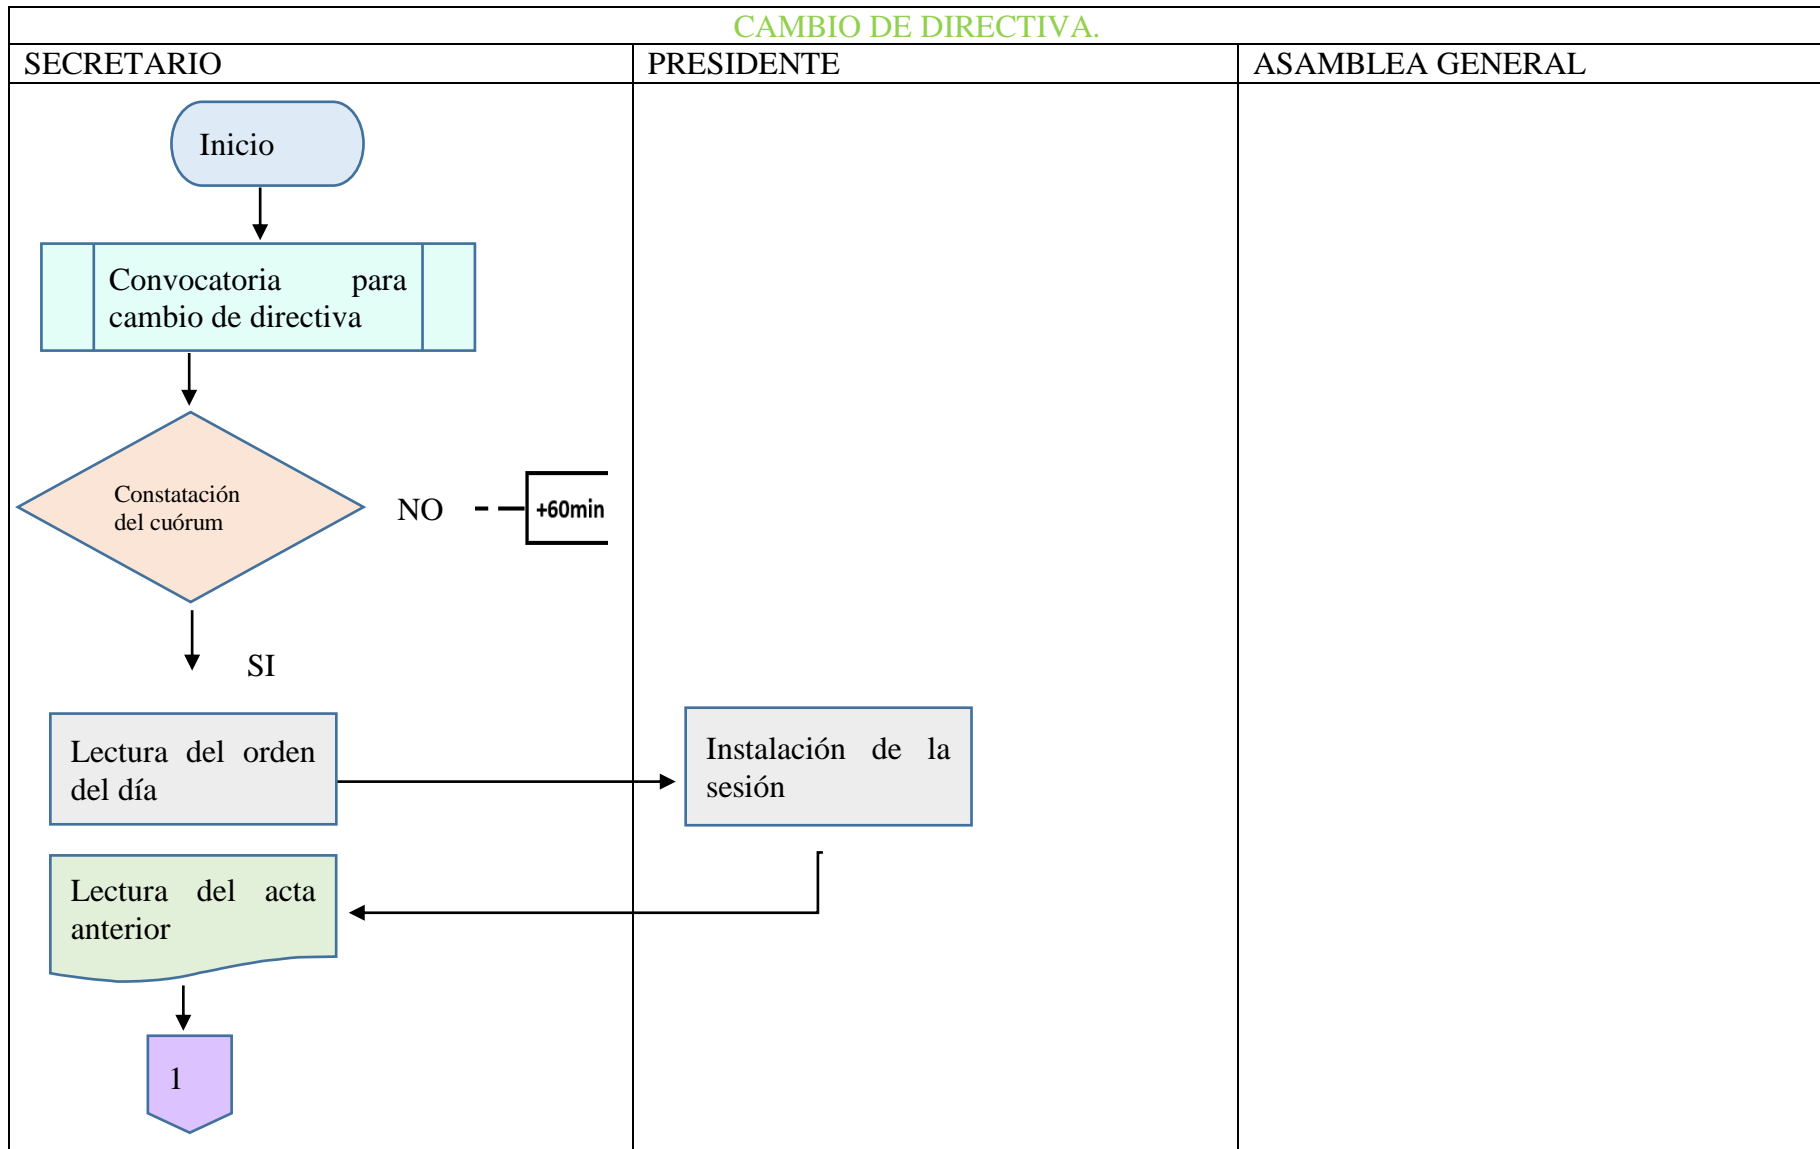 CAMBIO DE DIRECTIVA.
SECRETARIO
PRESIDENTE
ASAMBLEA GENERAL
Inicio
Convocatoria para
cambio de directiva
Constatación
del cuórum
NO
+60min
SI
Lectura del orden
del día
Instalación de la
sesión
Lectura del acta
anterior
1